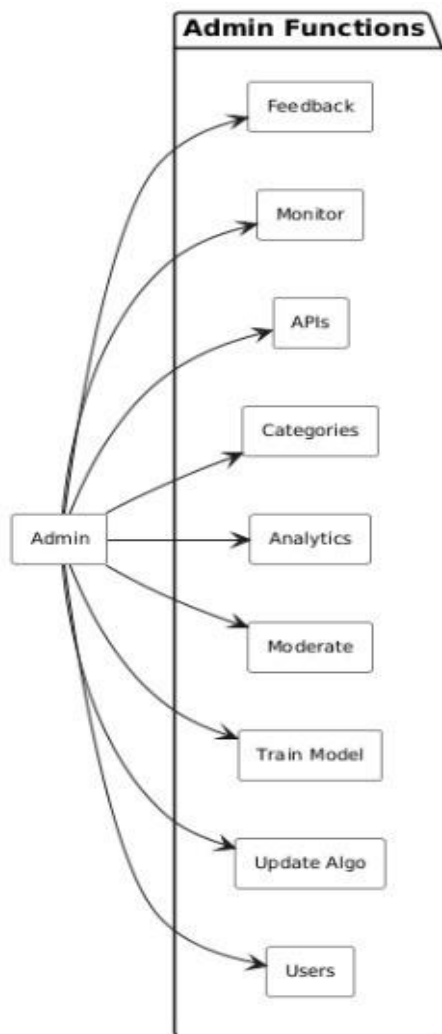 Admin Functions
Feedback
Monitor
APIs
Categories
Admin
Analytics
Moderate
Train Model
Update Algo
Users